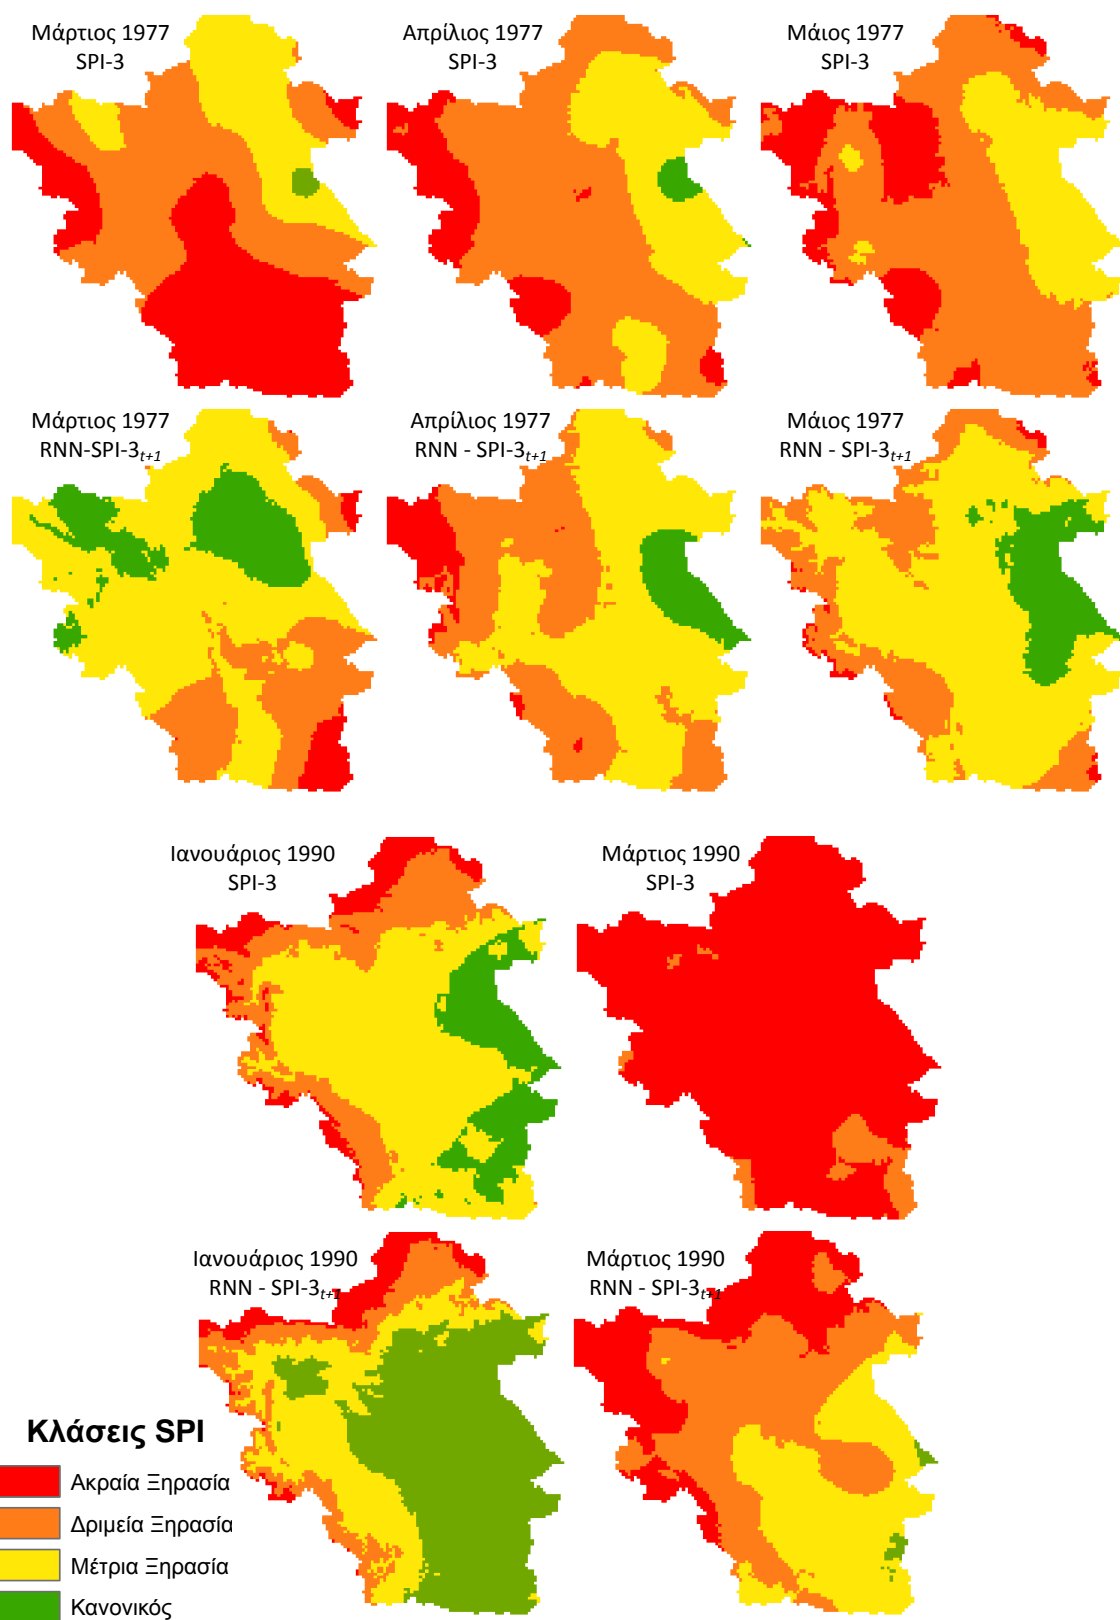 Μάρτιος 1977
SPI-3
Απρίλιος 1977
SPI-3
Μάιος 1977
SPI-3
Μάρτιος 1977
RNN-SPI-3t+1
Απρίλιος 1977
RNN - SPI-3t+1
Μάιος 1977
RNN - SPI-3t+1
Ιανουάριος 1990
SPI-3
Μάρτιος 1990
SPI-3
Ιανουάριος 1990
RNN - SPI-3t+1
Μάρτιος 1990
RNN - SPI-3t+1
Κλάσεις SPI
Ακραία Ξηρασία
Δριμεία Ξηρασία
Μέτρια Ξηρασία
Κανονικός